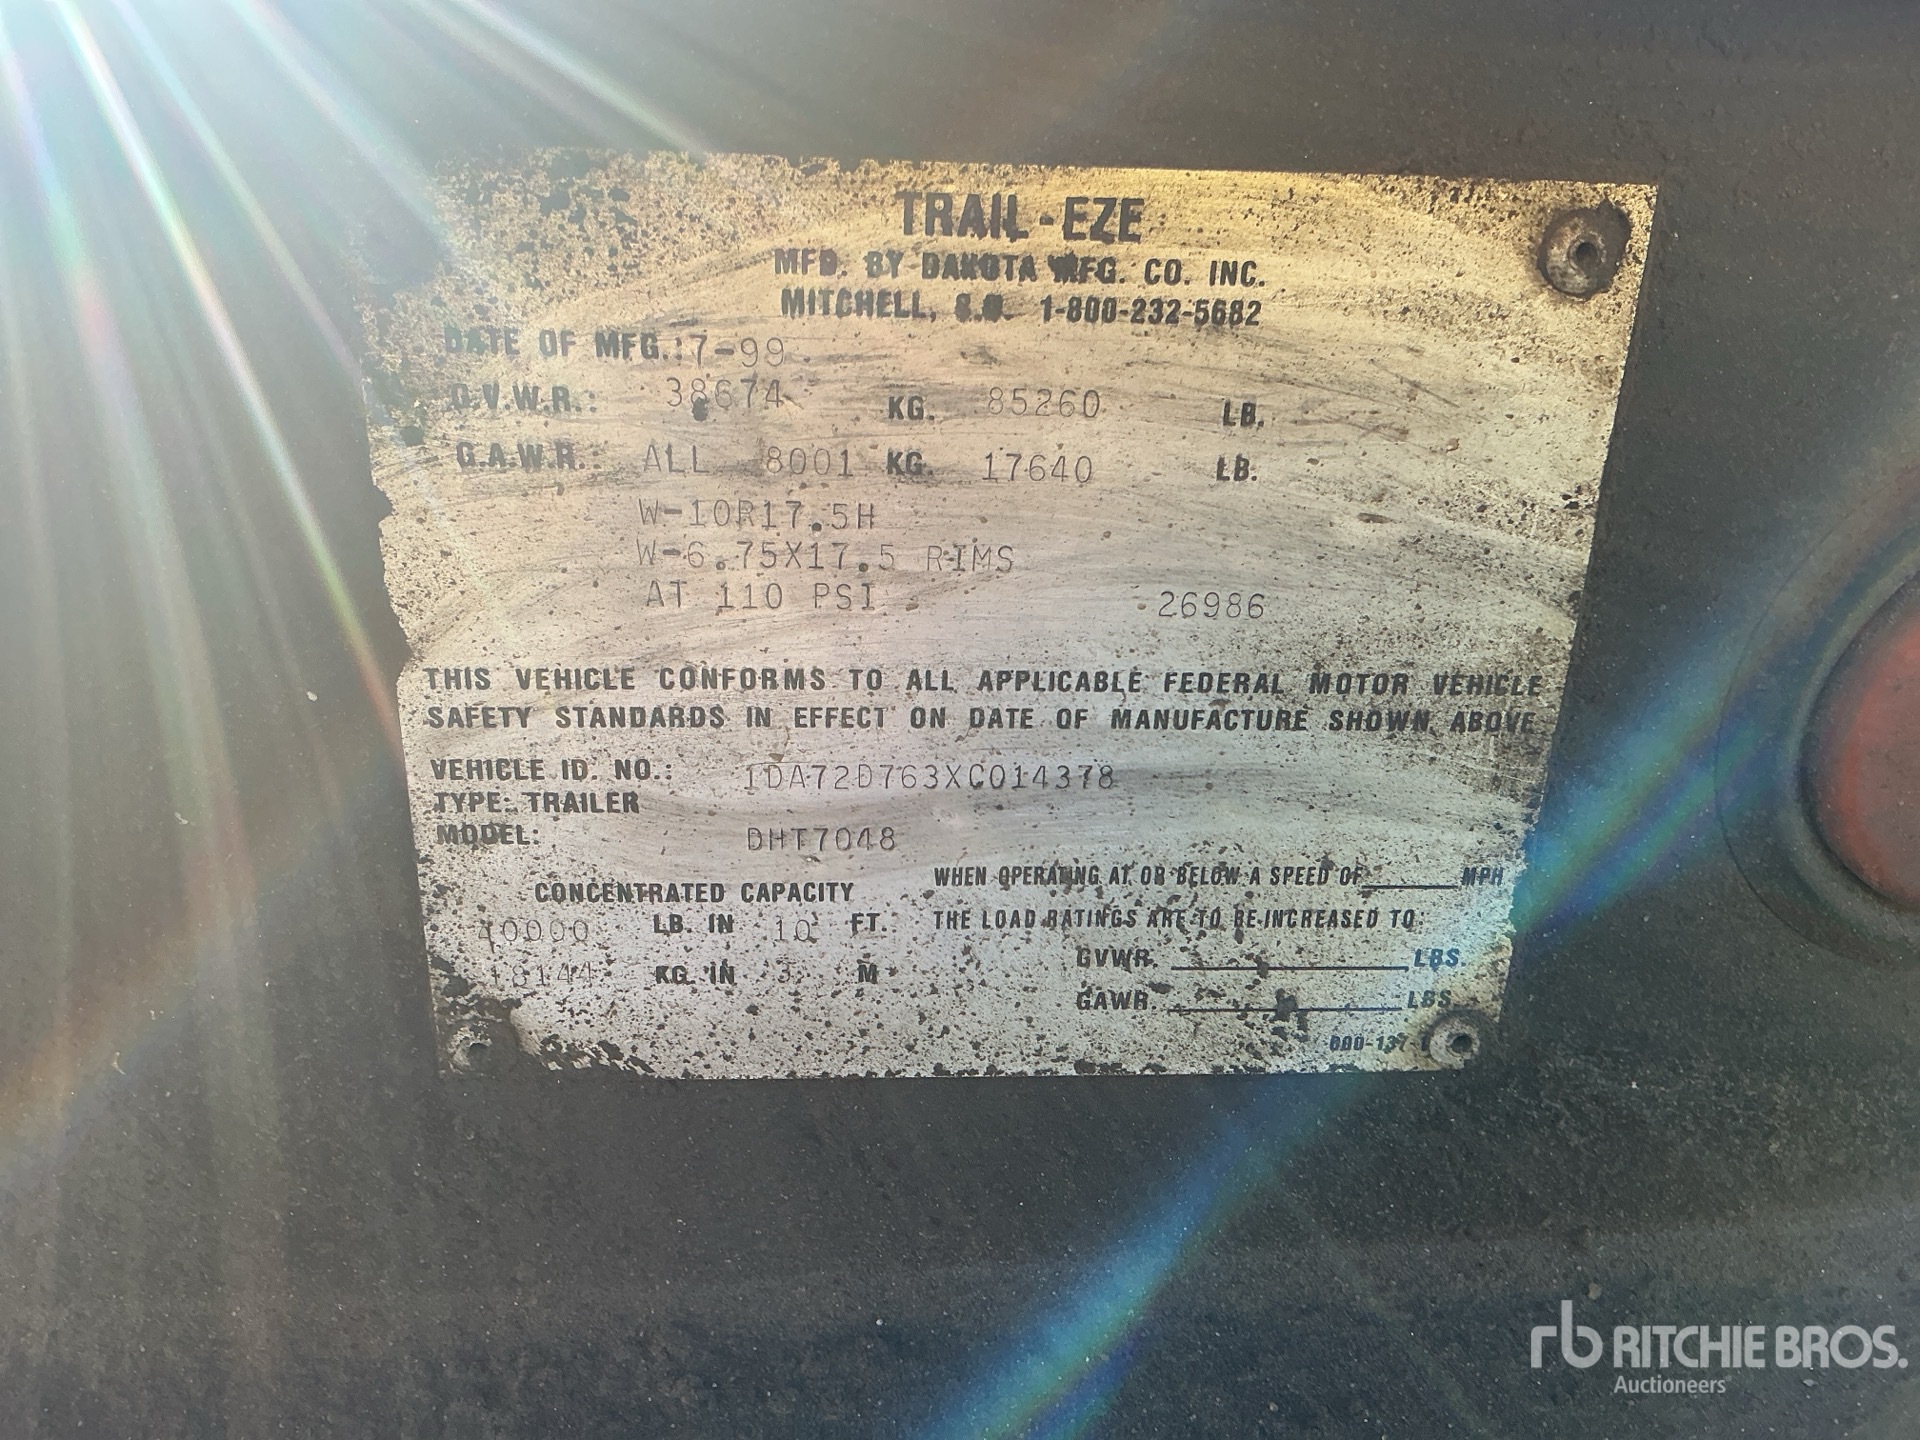 TRAIL-EZE
MFD. BY DAKOTA MFG. CO. INC.
MITCHELL, S.D. 1-800-232-5682
DATE OF MFG.: 7-99
G.V.W.R.: 38674 KG. 85260 LB.
G.A.W.R.: ALL 8001 KG. 17640 LB.
W-10R17.5H
W-6.75X17.5 RIMS
AT 110 PSI 26986
THIS VEHICLE CONFORMS TO ALL APPLICABLE FEDERAL MOTOR VEHICLE
SAFETY STANDARDS IN EFFECT ON DATE OF MANUFACTURE SHOWN ABOVE
VEHICLE ID. NO.: 1DA72D763XC014378
TYPE: TRAILER
MODEL: DHT7048
CONCENTRATED CAPACITY
40000 LB. IN 10 FT.
18144 KG. IN 3 M
WHEN OPERATING AT OR BELOW A SPEED OF ______ MPH
THE LOAD RATINGS ARE TO BE INCREASED TO:
GVWR. ______ LBS.
GAWR. ______ LBS.
rb RITCHIE BROS.
Auctioneers